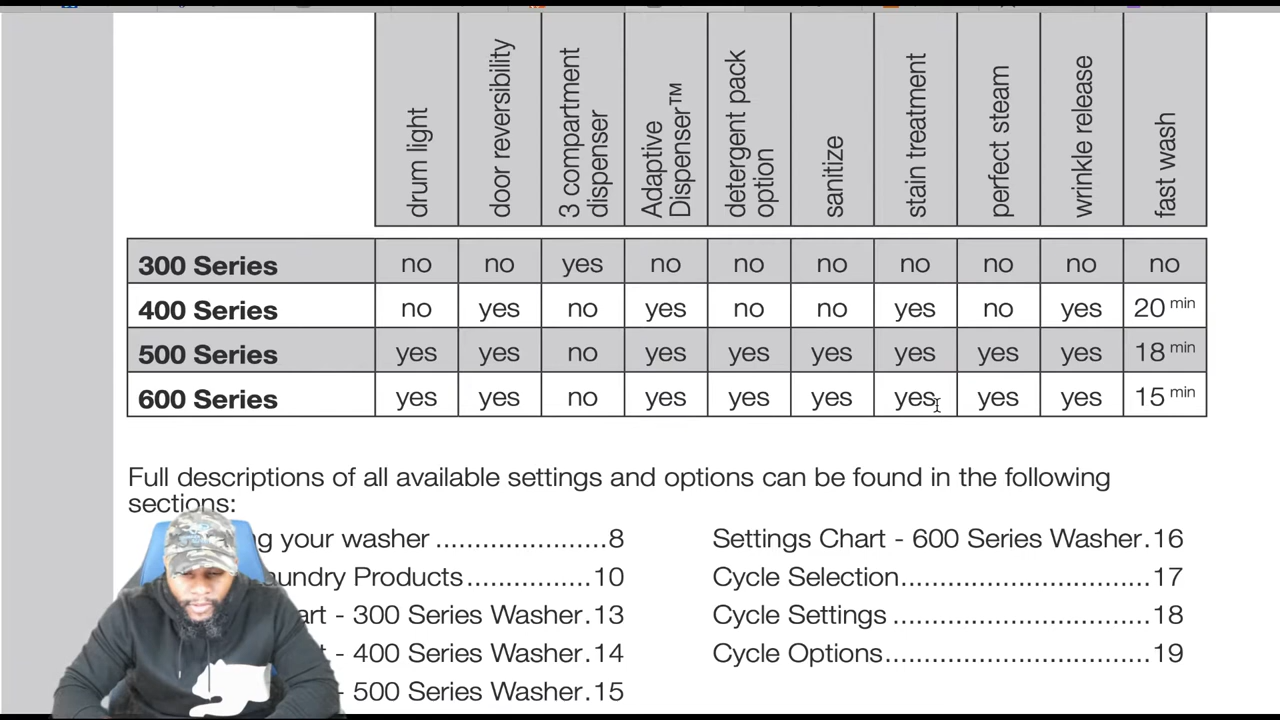 drum light
door reversibility
3 compartment
dispenser
Adaptive
Dispenser™
detergent pack
option
sanitize
stain treatment
perfect steam
wrinkle release
fast wash
300 Series no no yes no no no no no no no
400 Series no yes no yes no no yes no yes 20 min
500 Series yes yes no yes yes yes yes yes yes 18 min
600 Series yes yes no yes yes yes yes yes yes 15 min
Full descriptions of all available settings and options can be found in the following
sections:
your washer ......................8
Laundry Products................10
- 300 Series Washer.13
- 400 Series Washer.14
- 500 Series Washer.15
Settings Chart - 600 Series Washer.16
Cycle Selection................................17
Cycle Settings .................................18
Cycle Options..................................19